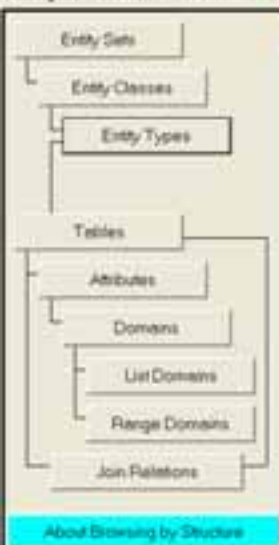 Entity Sets
Entity Classes
Entity Types
Tables
Attributes
Domains
List Domains
Range Domains
Join Relations
About Browsing by Structure